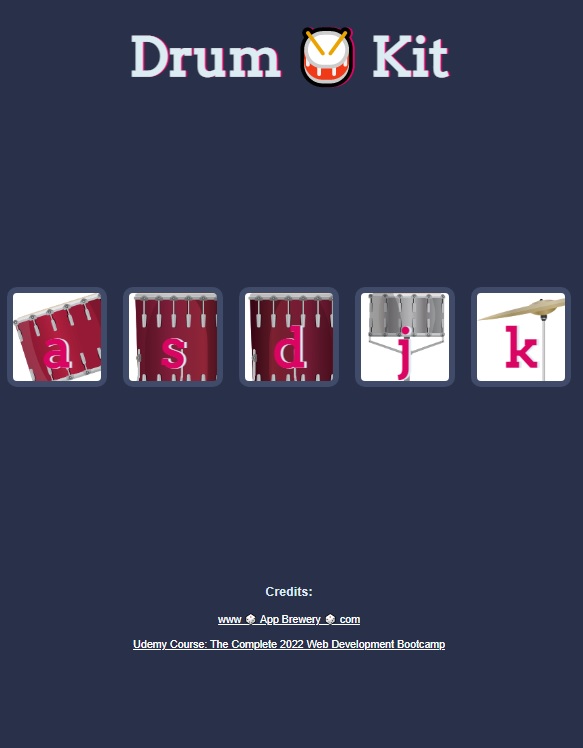 Drum Kit
a s d j k
Credits:
www App Brewery com
Udemy Course: The Complete 2022 Web Development Bootcamp